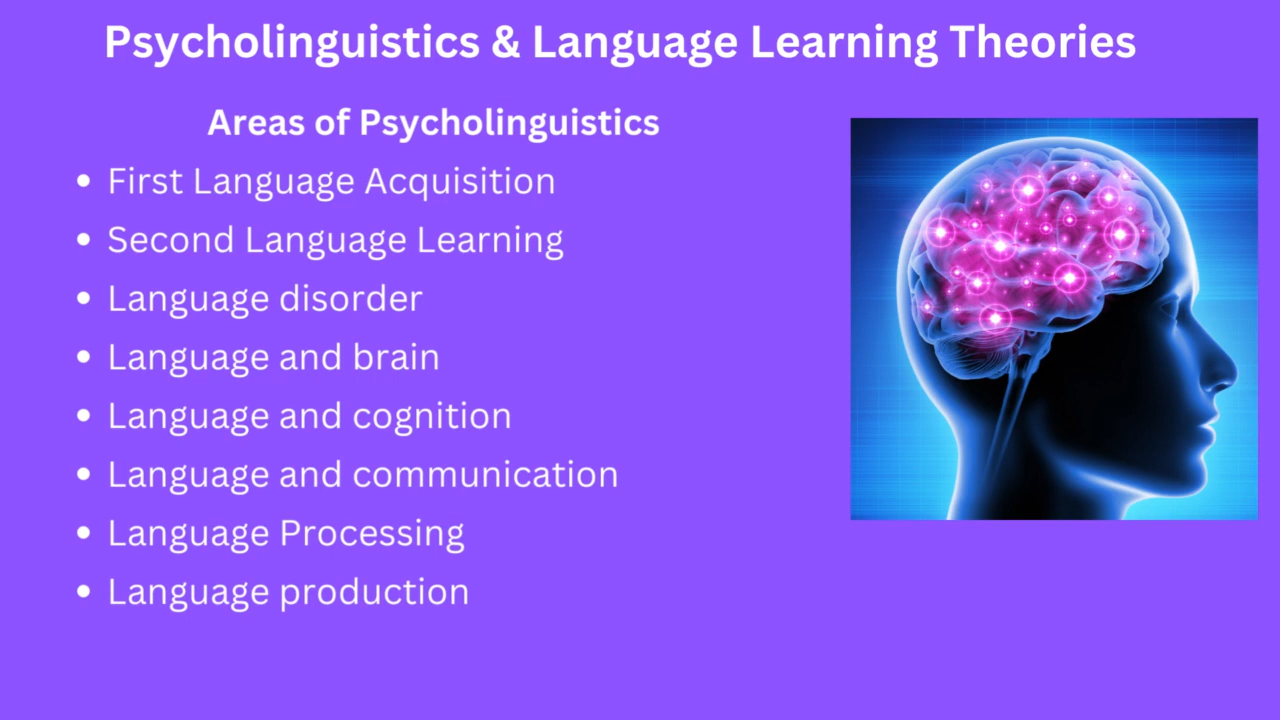 Psycholinguistics & Language Learning Theories
Areas of Psycholinguistics
• First Language Acquisition
• Second Language Learning
• Language disorder
• Language and brain
• Language and cognition
• Language and communication
• Language Processing
• Language production